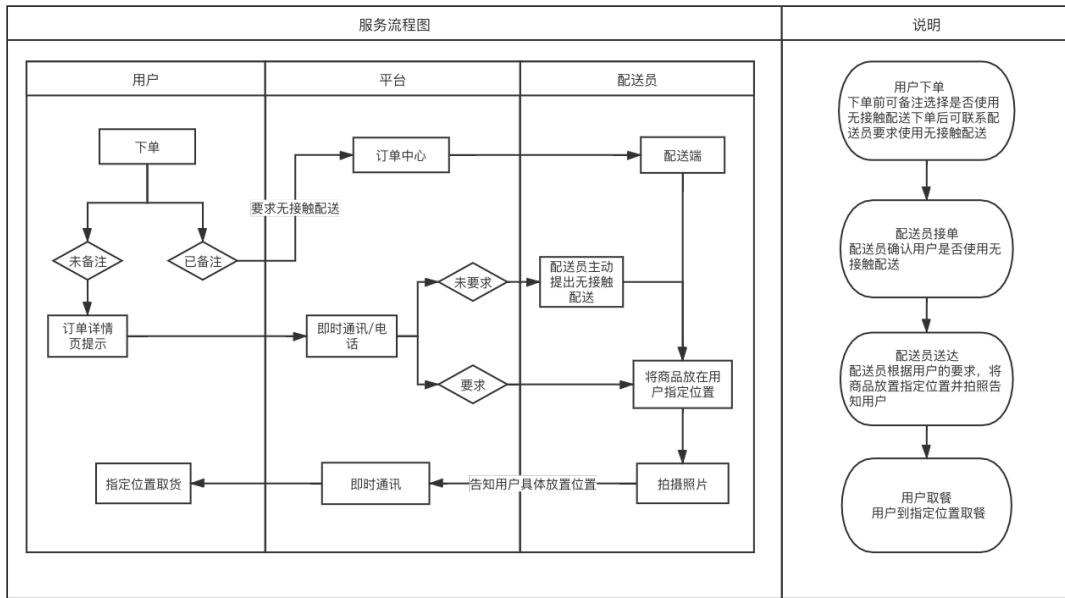 服务流程图
说明
用户
平台
配送员
下单
订单中心
配送端
要求无接触配送
未备注
已备注
未要求
配送员主动
提出无接触
配送
订单详情
页提示
即时通讯/电
话
要求
将商品放在用
户指定位置
指定位置取货
即时通讯
告知用户具体放置位置
拍摄照片
用户下单
下单前可备注选择是否使用
无接触配送下单后可联系配
送员要求使用无接触配送
配送员接单
配送员确认用户是否使用无
接触配送
配送员送达
配送员根据用户的要求，将
商品放置指定位置并拍照告
知用户
用户取餐
用户到指定位置取餐